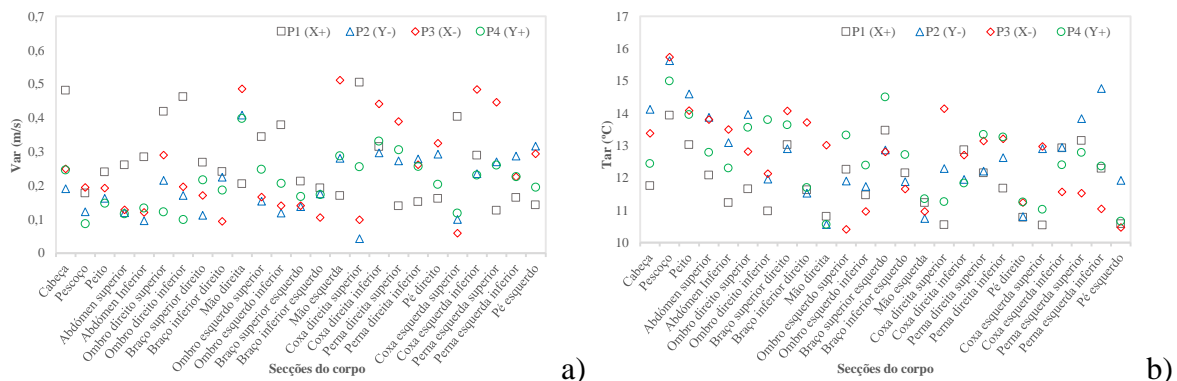 0,7
0,6
0,5
0,4
0,3
0,2
0,1
0
Var (m/s)
P1 (X+) P2 (Y-) P3 (X-) P4 (Y+)
Cabeça
Pescoço
Peito
Abdómen superior
Abdómen Inferior
Ombro direito superior
Ombro direito inferior
Braço superior direito
Braço inferior direito
Mão direita
Ombro esquerdo superior
Ombro esquerdo inferior
Braço superior esquerdo
Braço inferior esquerdo
Mão esquerda
Coxa direita superior
Coxa direita inferior
Perna direita superior
Perna direita inferior
Pé direito
Coxa esquerda superior
Coxa esquerda inferior
Perna esquerda superior
Perna esquerda inferior
Pé esquerdo
Secções do corpo
a)
17
16
15
14
13
12
11
10
Tar (°C)
P1 (X+) P2 (Y-) P3 (X-) P4 (Y+)
Cabeça
Pescoço
Peito
Abdómen superior
Abdómen Inferior
Ombro direito superior
Ombro direito inferior
Braço superior direito
Braço inferior direito
Mão direita
Ombro esquerdo superior
Ombro esquerdo inferior
Braço superior esquerdo
Braço inferior esquerdo
Mão esquerda
Coxa direita superior
Coxa direita inferior
Perna direita superior
Perna direita inferior
Pé direito
Coxa esquerda superior
Coxa esquerda inferior
Perna esquerda superior
Perna esquerda inferior
Pé esquerdo
Secções do corpo
b)